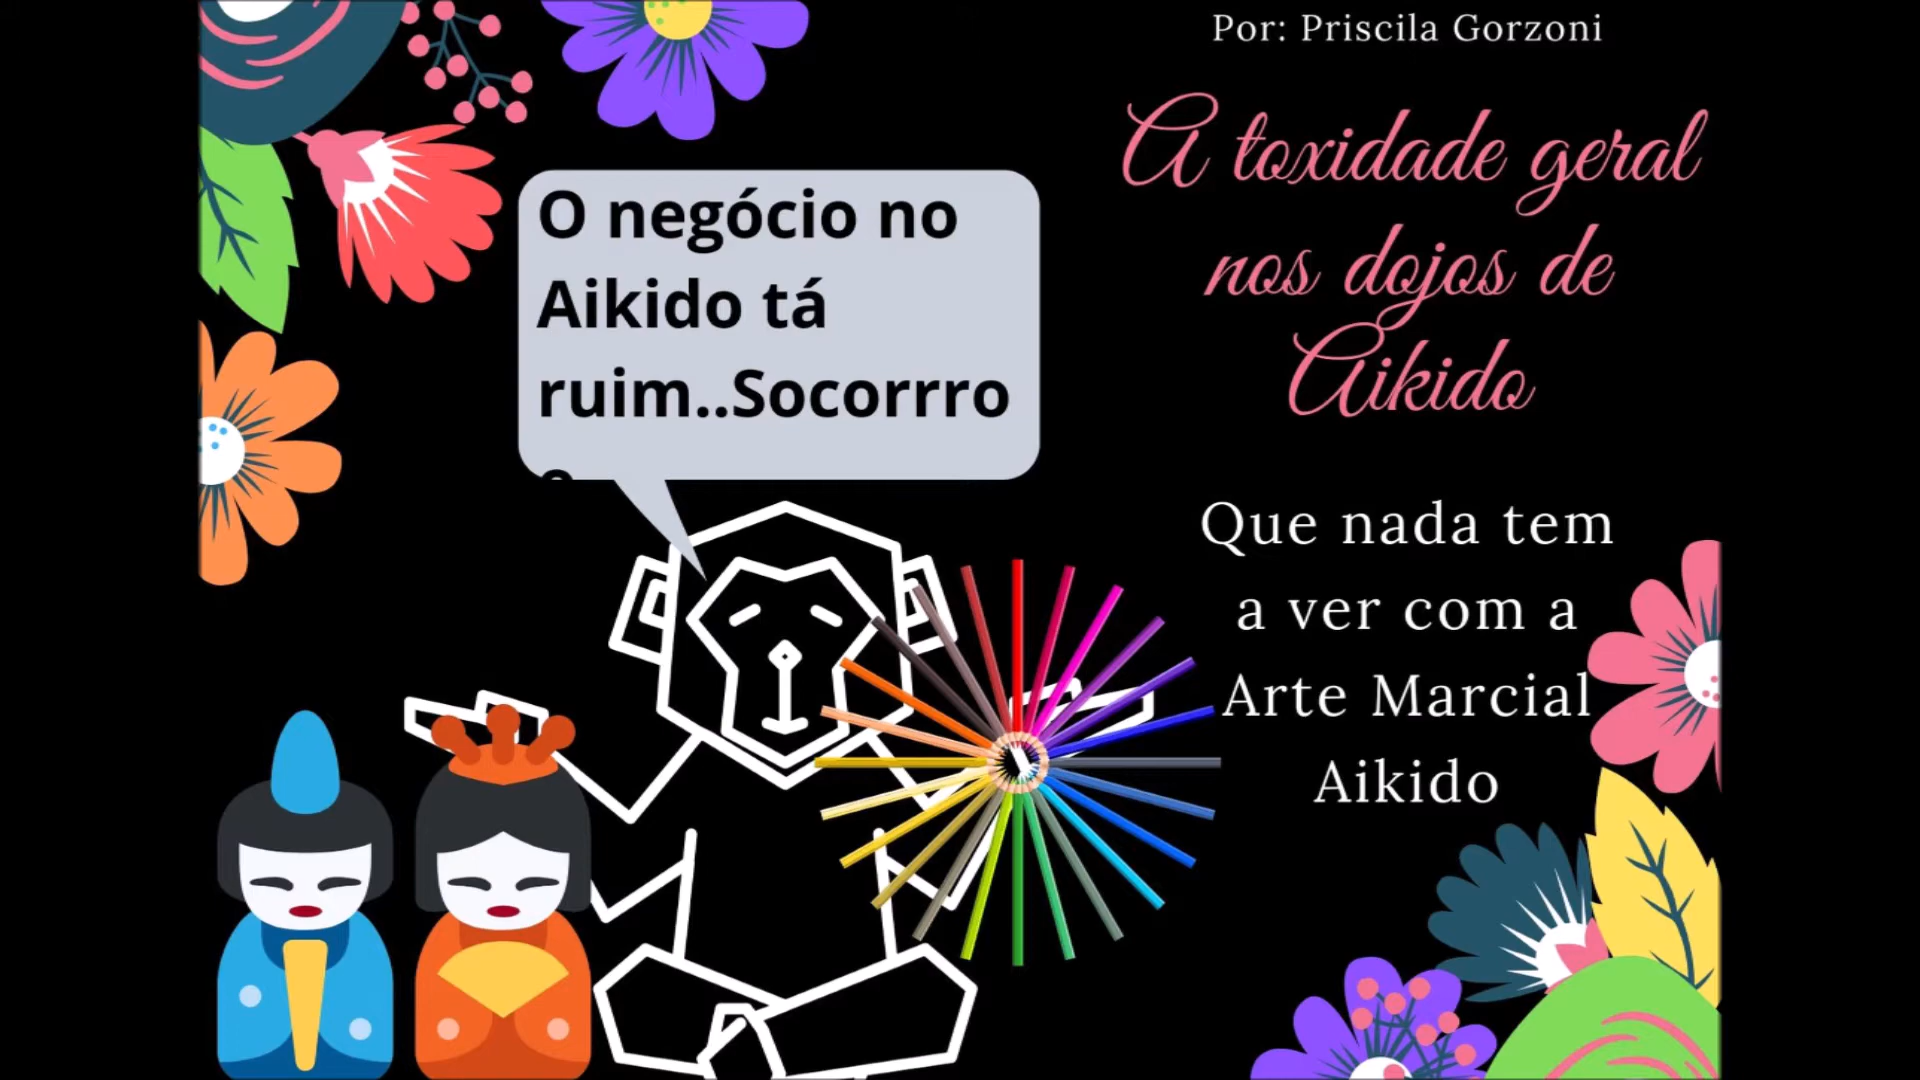 Por: Priscila Gorzoni
A toxidade geral
nos dojos de
Aikido
O negócio no
Aikido tá
ruim..Socorrro
Que nada tem
a ver com a
Arte Marcial
Aikido